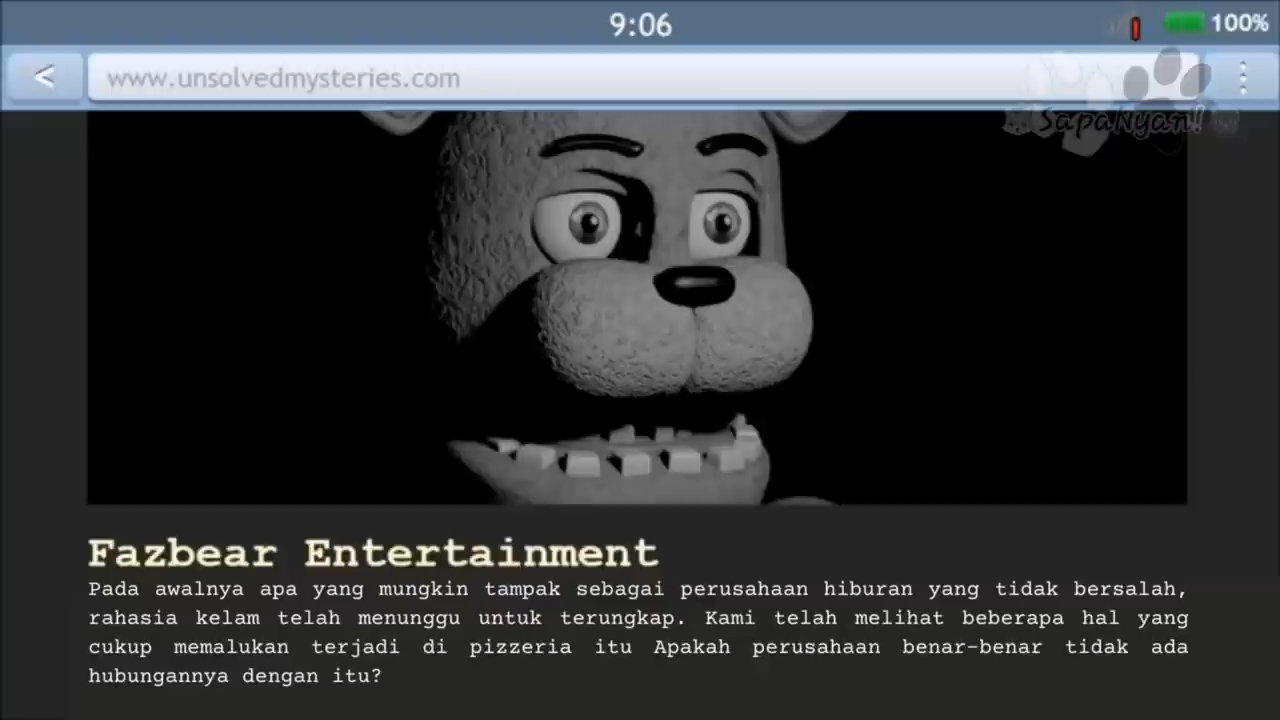 9:06
100%
<
www.unsolvedmysteries.com
SapaNyan!
Fazbear Entertainment
Pada awalnya apa yang mungkin tampak sebagai perusahaan hiburan yang tidak bersalah,
rahasia kelam telah menunggu untuk terungkap. Kami telah melihat beberapa hal yang
cukup memalukan terjadi di pizzeria itu Apakah perusahaan benar-benar tidak ada
hubungannya dengan itu?